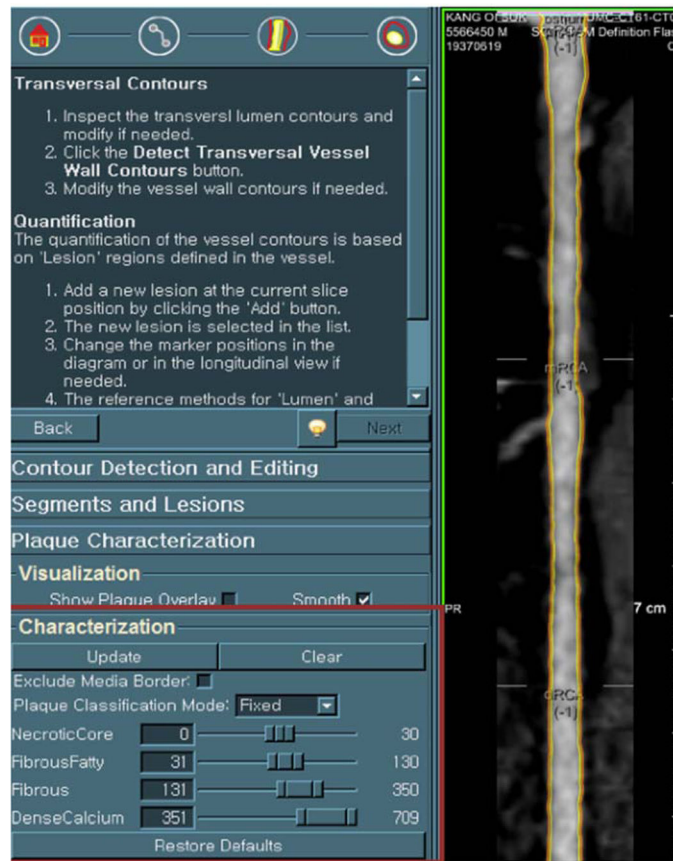 Transversal Contours
1. Inspect the transversl lumen contours and
modify if needed.
2. Click the Detect Transversal Vessel
Wall Contours button.
3. Modify the vessel wall contours if needed.
Quantification
The quantification of the vessel contours is based
on 'Lesion' regions defined in the vessel.
1. Add a new lesion at the current slice
position by clicking the 'Add' button.
2. The new lesion is selected in the list.
3. Change the marker positions in the
diagram or in the longitudinal view if
needed.
4. The reference methods for 'Lumen' and
Back Next
Contour Detection and Editing
Segments and Lesions
Plaque Characterization
Visualization
Show Plaque Overlay Smooth
Characterization
Update Clear
Exclude Media Border:
Plaque Classification Mode: Fixed
NecroticCore 0 30
FibrousFatty 31 130
Fibrous 131 350
DenseCalcium 351 709
Restore Defaults
5566450 M Definition Flas
19370619 (-1)
mRCA
(-1)
PR 7 cm
dRCA
(-1)